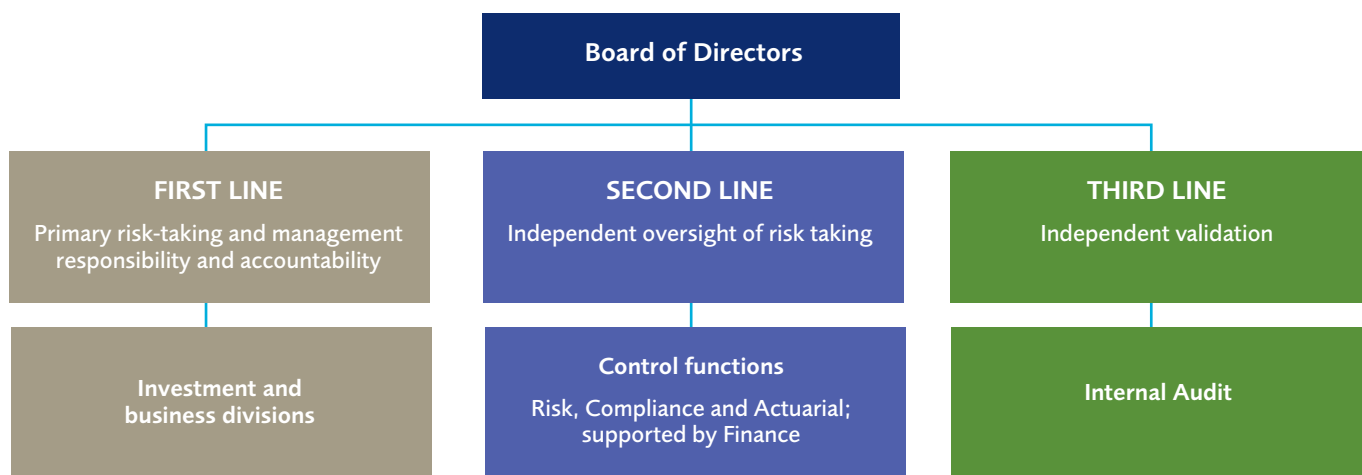 Board of Directors
FIRST LINE
Primary risk-taking and management
responsibility and accountability
SECOND LINE
Independent oversight of risk taking
THIRD LINE
Independent validation
Investment and
business divisions
Control functions
Risk, Compliance and Actuarial;
supported by Finance
Internal Audit